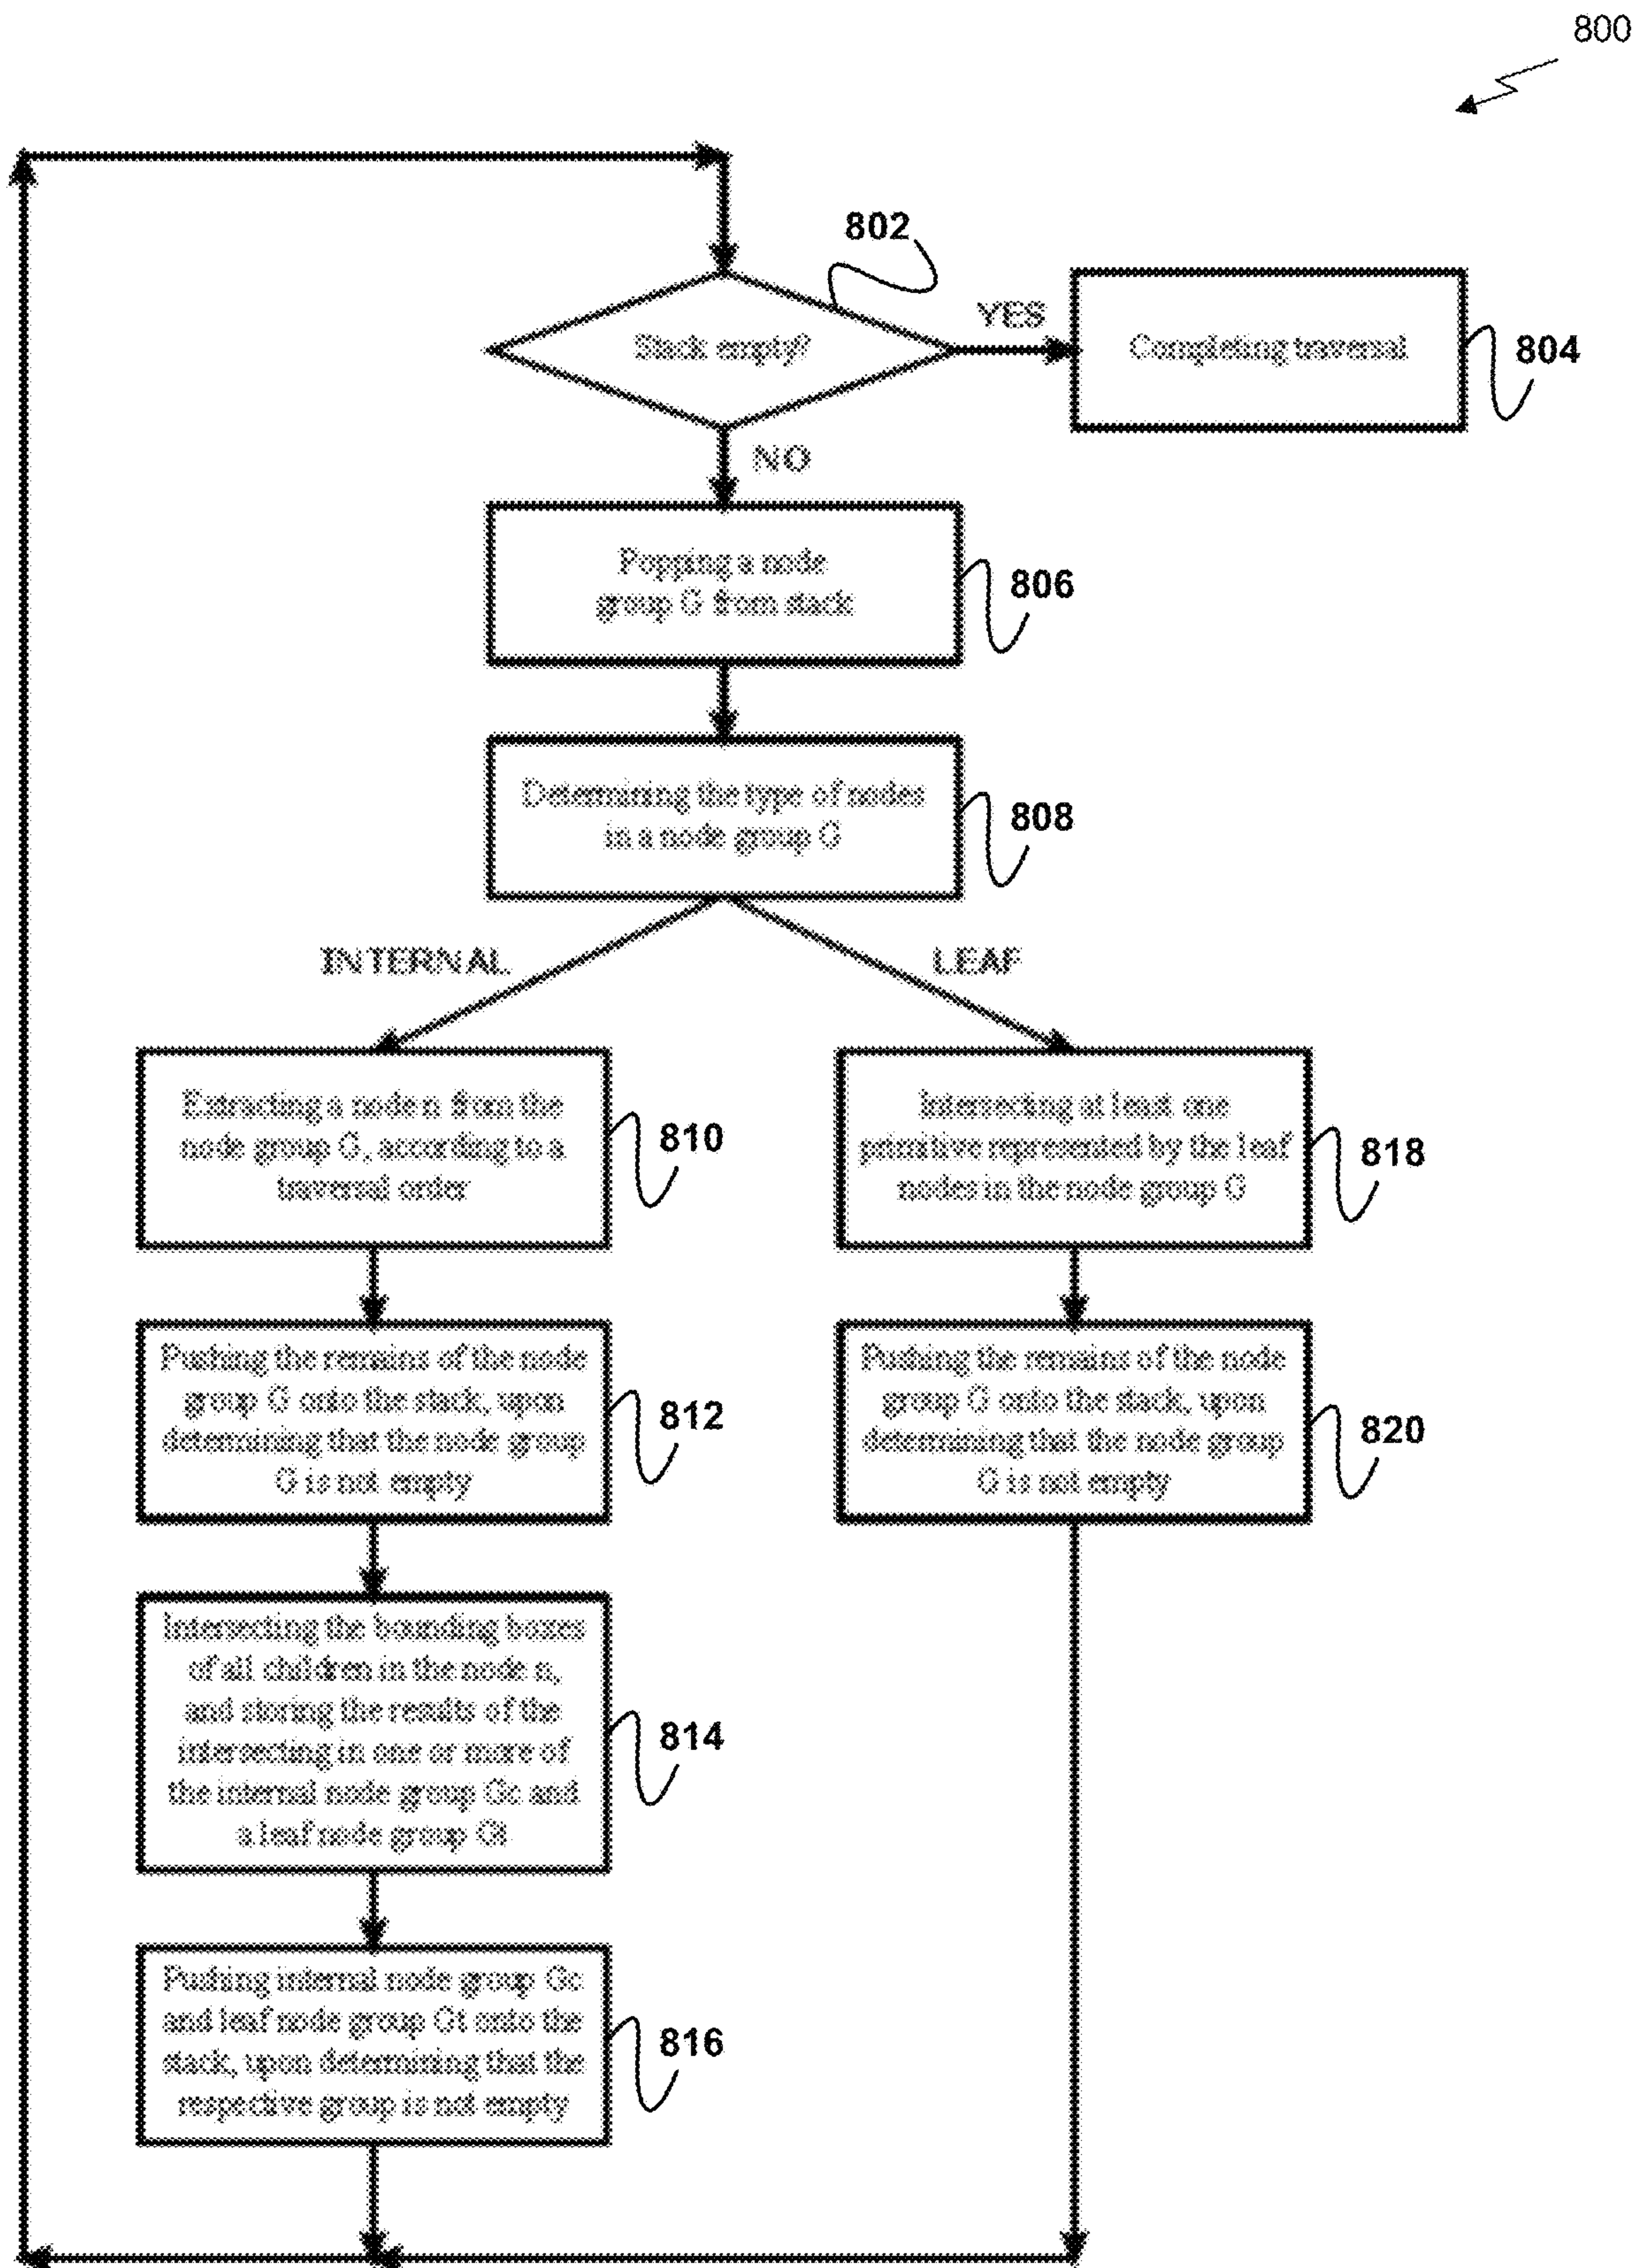 800
802
Stack empty?
YES
Completing traversal
804
NO
Popping a node
group G from stack
806
Determining the type of nodes
in a node group G
808
INTERNAL
LEAF
Extracting a node n from the
node group G, according to a
traversal order
810
Intersecting at least one
primitive represented by the leaf
nodes in the node group G
818
Pushing the remains of the node
group G onto the stack, upon
determining that the node group
G is not empty
812
Pushing the remains of the node
group G onto the stack, upon
determining that the node group
G is not empty
820
Intersecting the bounding boxes
of all children in the node n,
and storing the results of the
intersecting in one or more of
the internal node group Gc and
a leaf node group Gt
814
Pushing internal node group Gc
and leaf node group Gt onto the
stack, upon determining that the
respective group is not empty
816